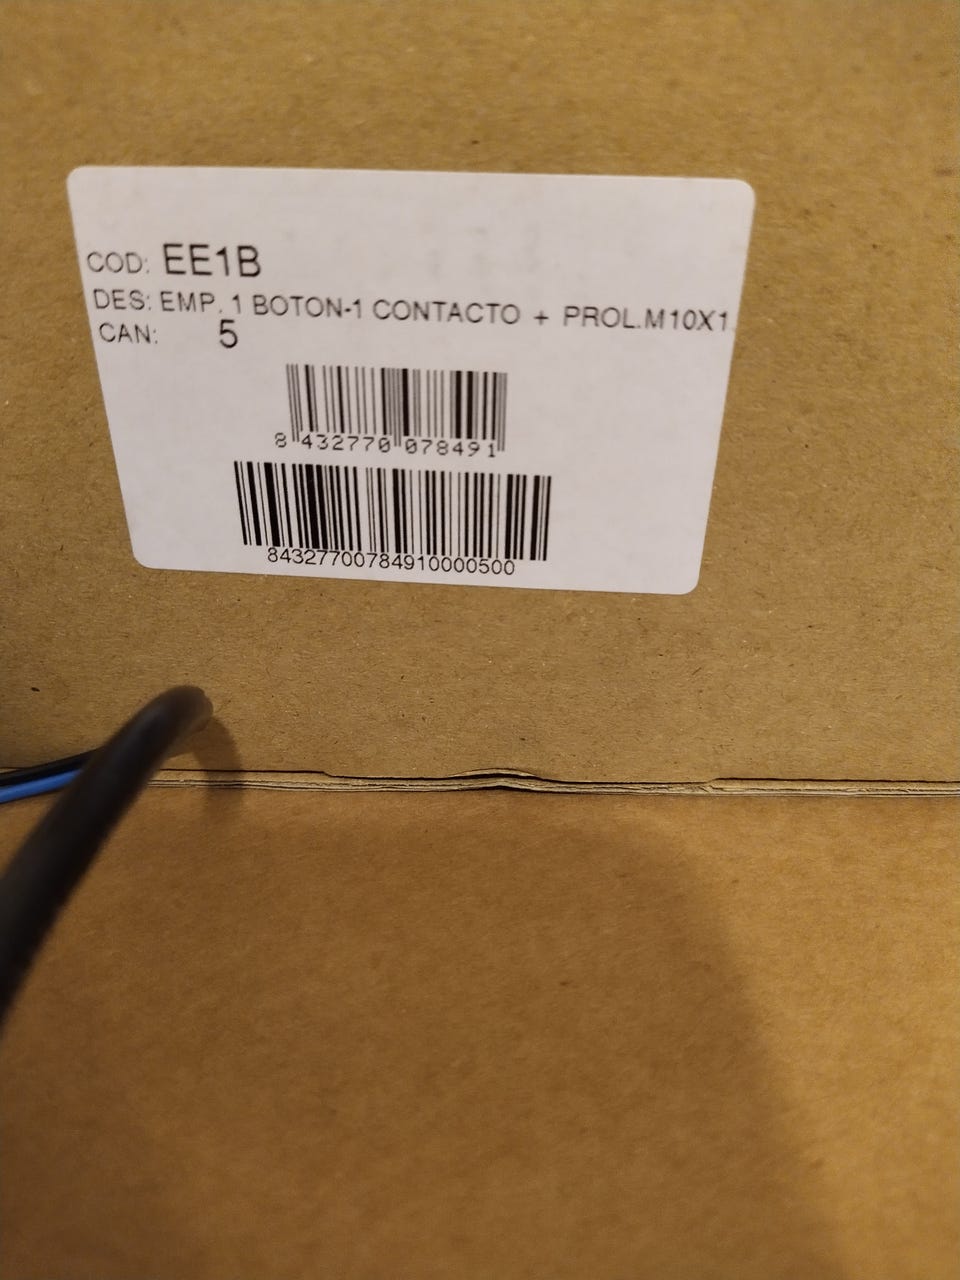 COD: EE1B
DES: EMP. 1 BOTON-1 CONTACTO + PROL.M10X1
CAN: 5
8 432770 078491
84327700784910000500